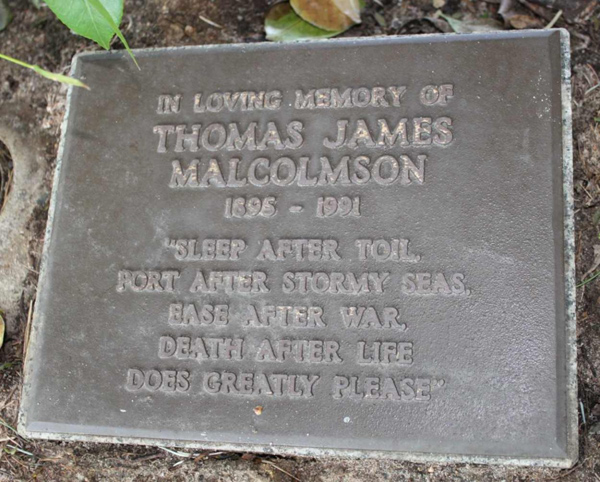 IN LOVING MEMORY OF
THOMAS JAMES
MALCOLMSON
1895 - 1991
"SLEEP AFTER TOIL,
PORT AFTER STORMY SEAS,
EASE AFTER WAR,
DEATH AFTER LIFE
DOES GREATLY PLEASE"